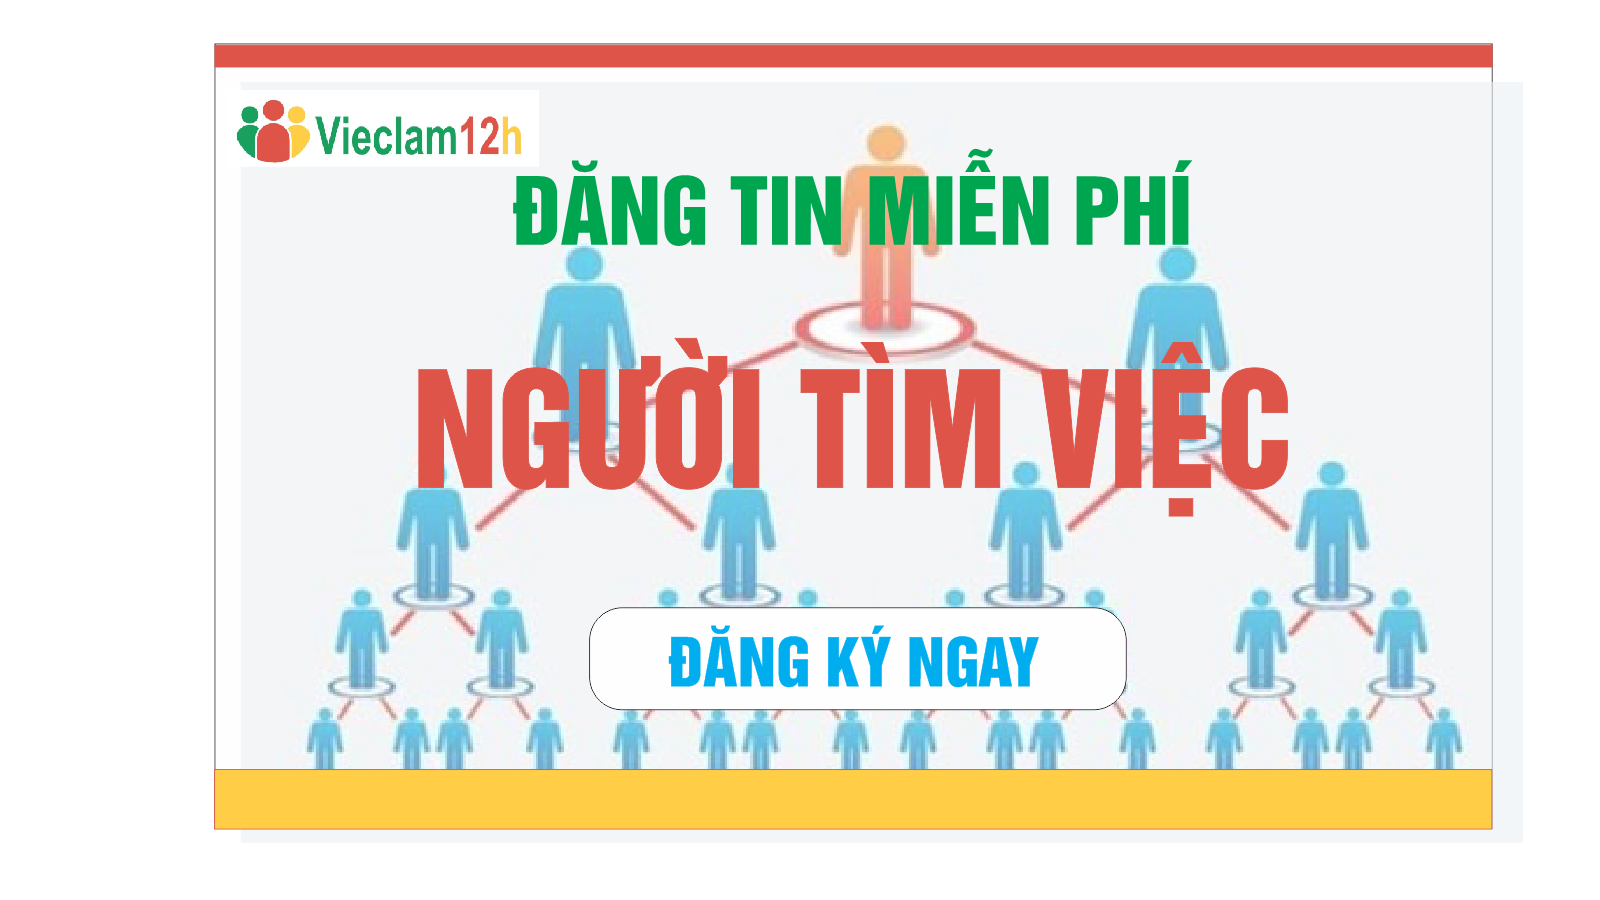 Vieclam12h
ĐĂNG TIN MIỄN PHÍ
NGƯỜI TÌM VIỆC
ĐĂNG KÝ NGAY